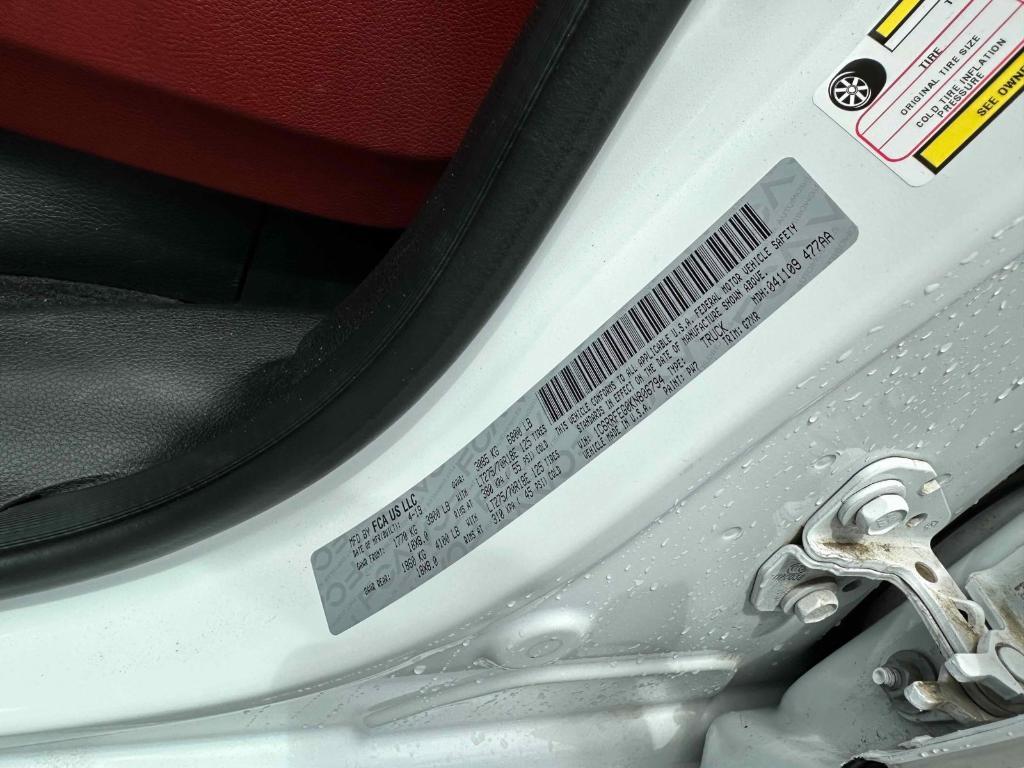 TIRE
ORIGINAL TIRE SIZE
COLD TIRE INFLATION
PRESSURE
SEE OWNE
MFD BY FCA US LLC
DATE OF MFR 4-19 GVWR: 3085 KG 6800 LB
GAWR FRONT: 1770 KG 3900 LB WITH LT275/70R18E 125 TIRES
18X8.0 RIMS AT 380 KPA/ 55 PSI COLD
GAWR REAR: 1860 KG 4100 LB WITH LT275/70R18E 125 TIRES
18X8.0 RIMS AT 310 KPA/ 45 PSI COLD
THIS VEHICLE CONFORMS TO ALL APPLICABLE U.S.A. FEDERAL MOTOR VEHICLE SAFETY
STANDARDS IN EFFECT ON THE DATE OF MANUFACTURE SHOWN ABOVE.
VIN: TYPE: TRUCK MDH:041109 477AA
VEHICLE MADE IN U.S.A. PAINT: PW7 TRIM: G7XR